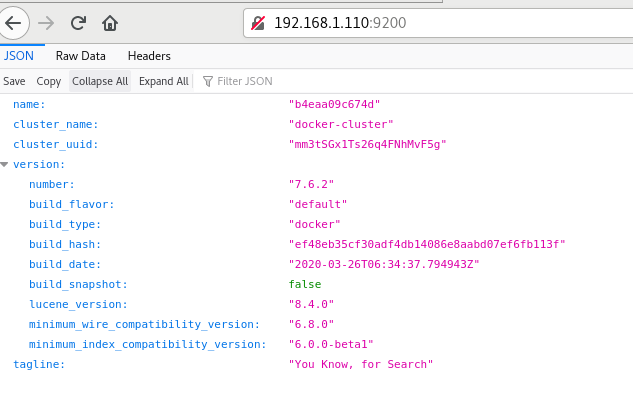 192.168.1.110:9200
JSON Raw Data Headers
Save Copy Collapse All Expand All Filter JSON
name: "b4eaa09c674d"
cluster_name: "docker-cluster"
cluster_uuid: "mm3tSGx1Ts26q4FNhMvF5g"
version:
number: "7.6.2"
build_flavor: "default"
build_type: "docker"
build_hash: "ef48eb35cf30adf4db14086e8aabd07ef6fb113f"
build_date: "2020-03-26T06:34:37.794943Z"
build_snapshot: false
lucene_version: "8.4.0"
minimum_wire_compatibility_version: "6.8.0"
minimum_index_compatibility_version: "6.0.0-beta1"
tagline: "You Know, for Search"